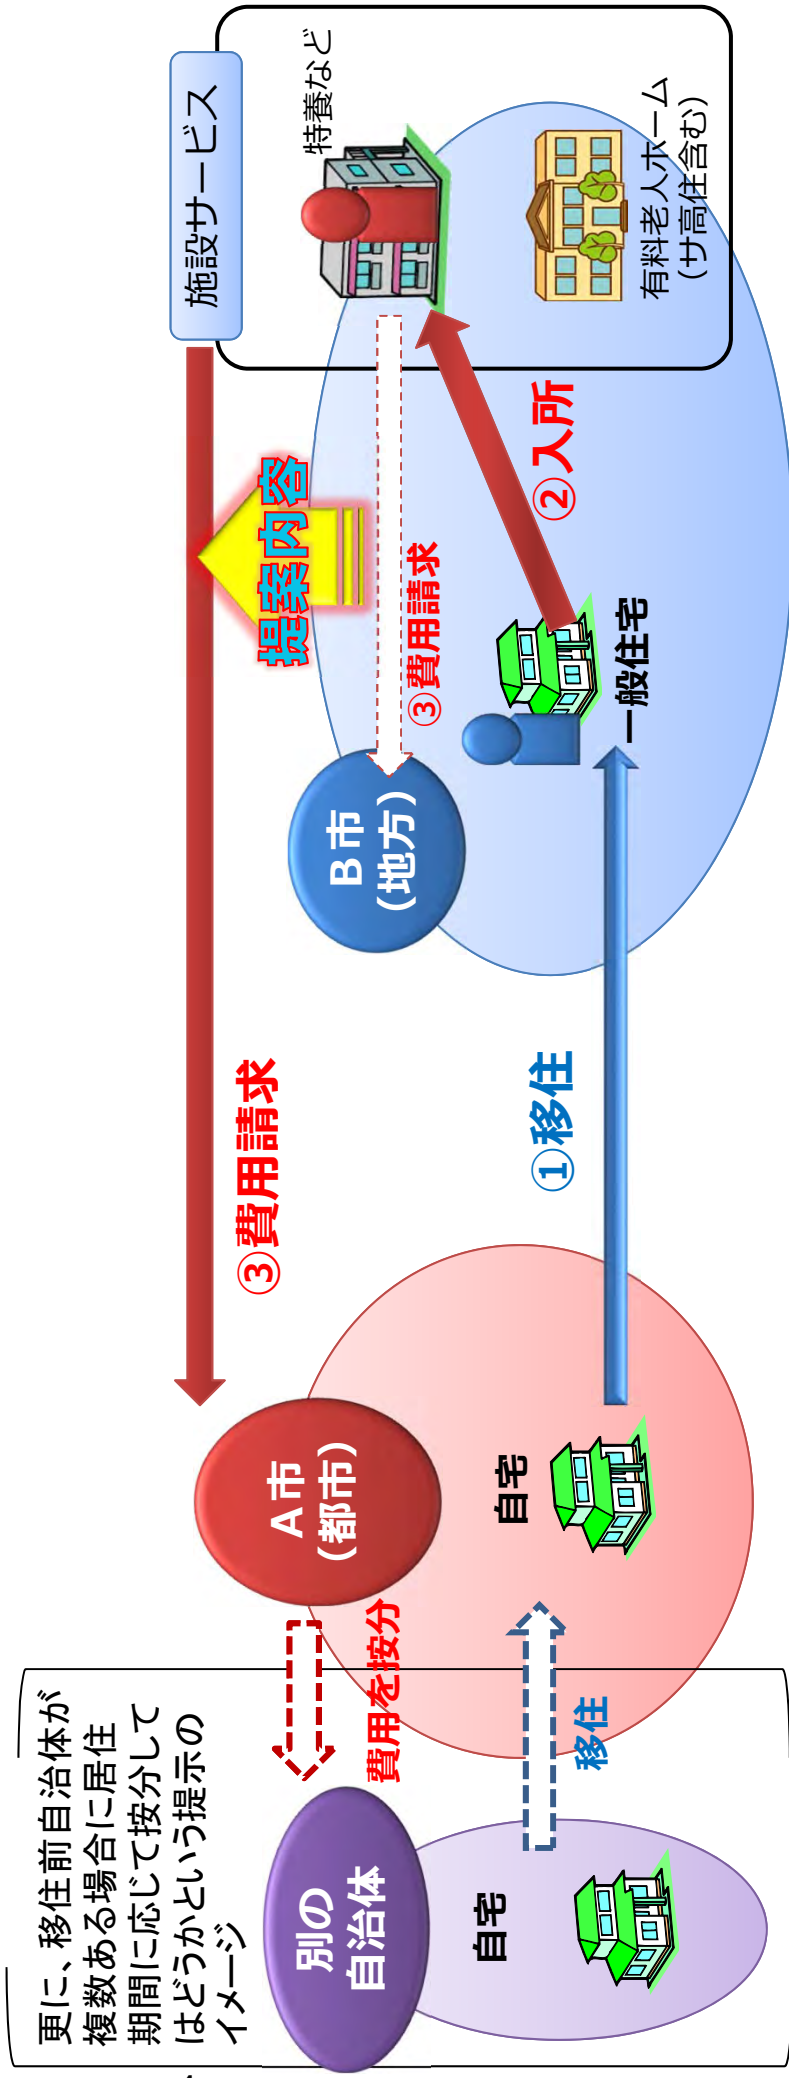 更に、移住前自治体が
複数ある場合に居住
期間に応じて按分して
はどうかという提示の
イメージ
別の
自治体
自宅
費用を按分
移住
A市
(都市)
自宅
③費用請求
①移住
B市
(地方)
③費用請求
提案内容
一般住宅
②入所
施設サービス
特養など
有料老人ホーム
(サ高住含む)